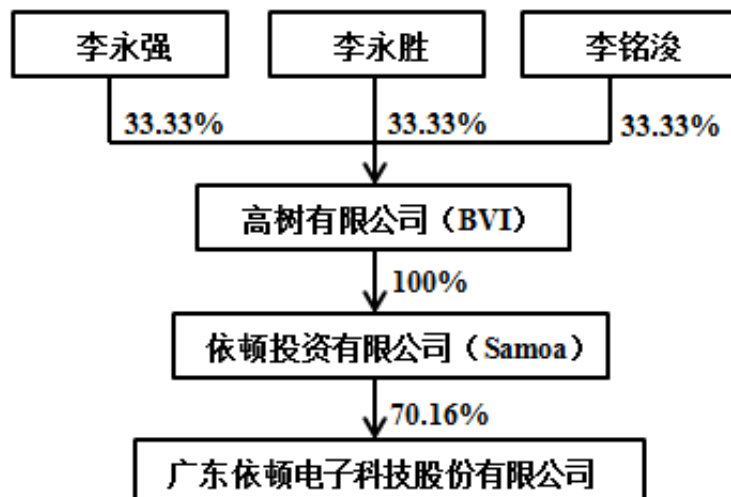 李永强 李永胜 李铭浚
33.33% 33.33% 33.33%
高树有限公司（BVI）
100%
依顿投资有限公司（Samoa）
70.16%
广东依顿电子科技股份有限公司